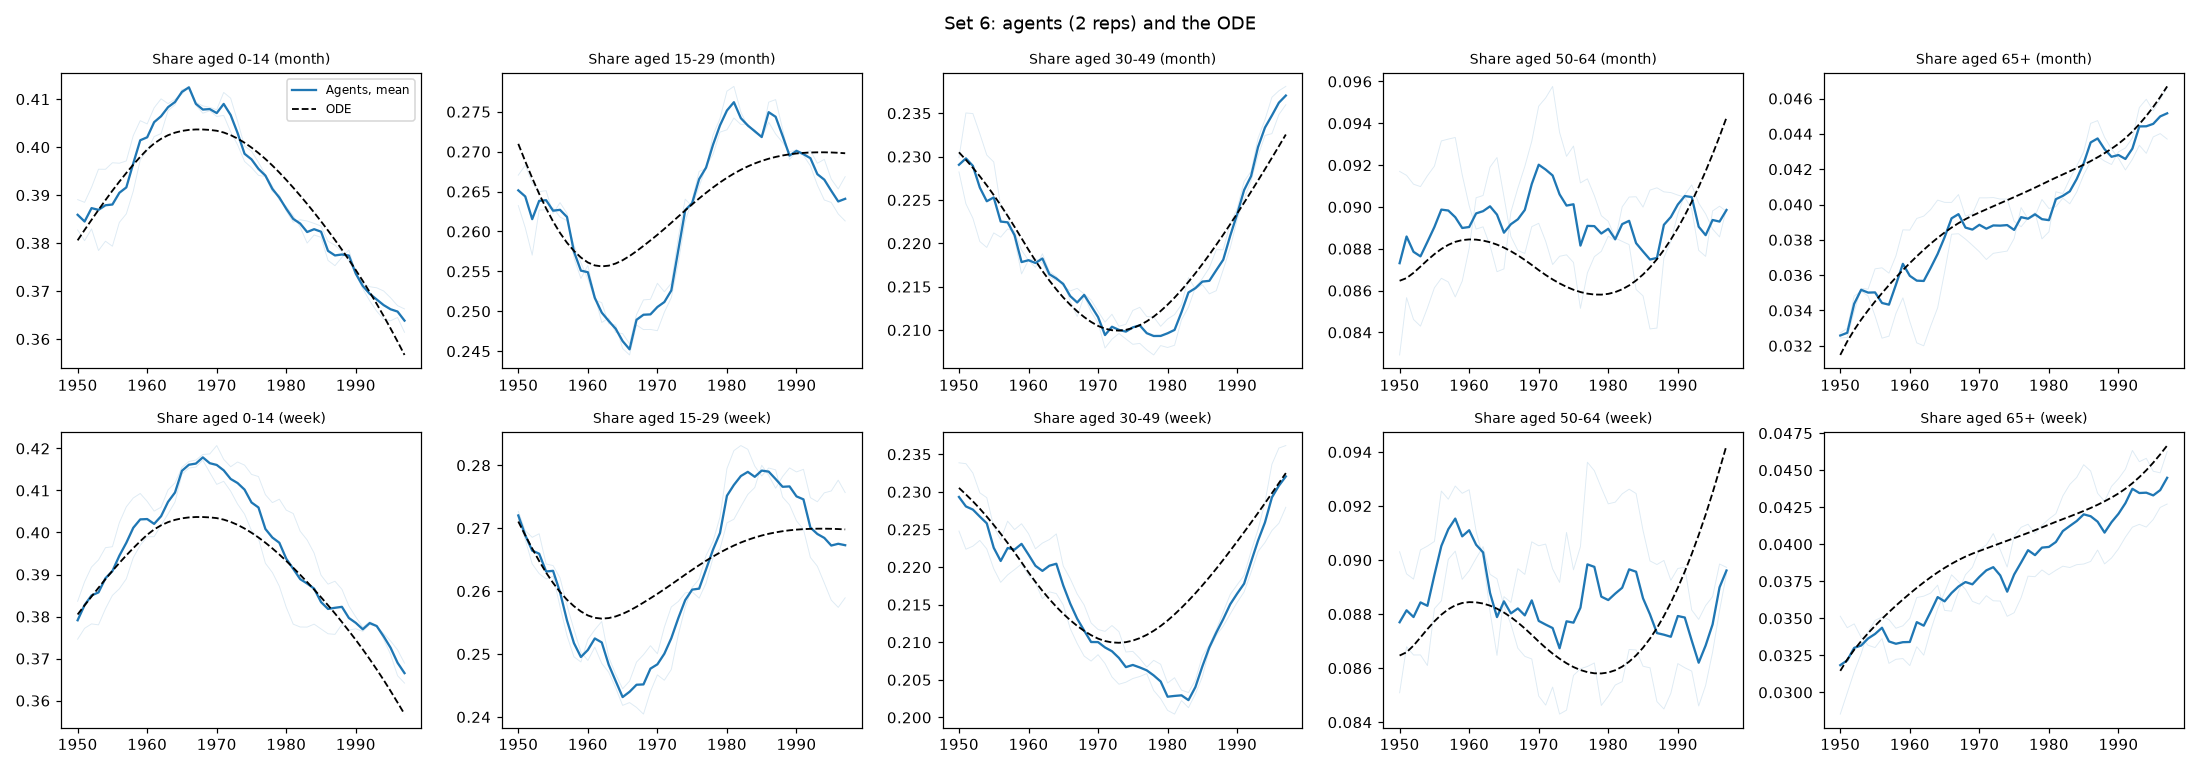 Set 6: agents (2 reps) and the ODE
Share aged 0-14 (month)
0.41
0.40
0.39
0.38
0.37
0.36
1950 1960 1970 1980 1990
Agents, mean
ODE
Share aged 15-29 (month)
0.275
0.270
0.265
0.260
0.255
0.250
0.245
1950 1960 1970 1980 1990
Share aged 30-49 (month)
0.235
0.230
0.225
0.220
0.215
0.210
1950 1960 1970 1980 1990
Share aged 50-64 (month)
0.096
0.094
0.092
0.090
0.088
0.086
0.084
1950 1960 1970 1980 1990
Share aged 65+ (month)
0.046
0.044
0.042
0.040
0.038
0.036
0.034
0.032
1950 1960 1970 1980 1990
Share aged 0-14 (week)
0.42
0.41
0.40
0.39
0.38
0.37
0.36
1950 1960 1970 1980 1990
Share aged 15-29 (week)
0.28
0.27
0.26
0.25
0.24
1950 1960 1970 1980 1990
Share aged 30-49 (week)
0.235
0.230
0.225
0.220
0.215
0.210
0.205
0.200
1950 1960 1970 1980 1990
Share aged 50-64 (week)
0.094
0.092
0.090
0.088
0.086
0.084
1950 1960 1970 1980 1990
Share aged 65+ (week)
0.0475
0.0450
0.0425
0.0400
0.0375
0.0350
0.0325
0.0300
1950 1960 1970 1980 1990